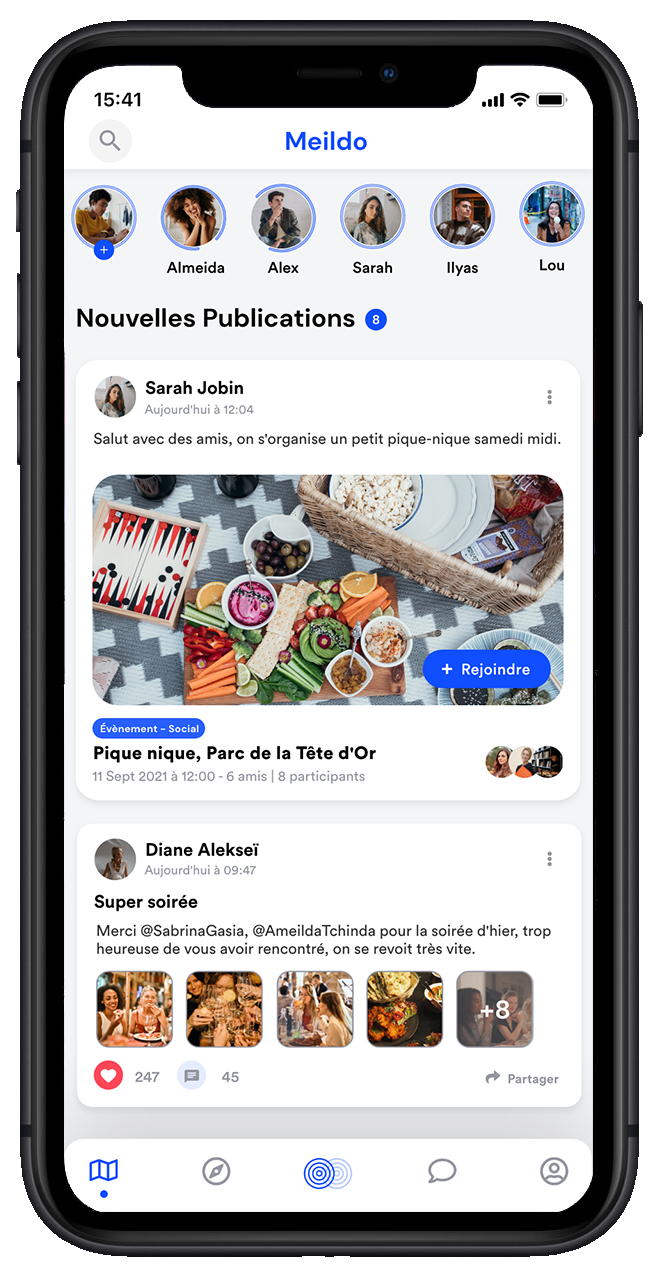 15:41
Meildo
Almeida
Alex
Sarah
Ilyas
Lou
Nouvelles Publications 8
Sarah Jobin
Aujourd'hui à 12:04
Salut avec des amis, on s'organise un petit pique-nique samedi midi.
+ Rejoindre
Évènement - Social
Pique nique, Parc de la Tête d'Or
11 Sept 2021 à 12:00 - 6 amis | 8 participants
Diane Alekseï
Aujourd'hui à 09:47
Super soirée
Merci @SabrinaGasia, @AmeildaTchinda pour la soirée d'hier, trop
heureuse de vous avoir rencontré, on se revoit très vite.
+8
247
45
Partager